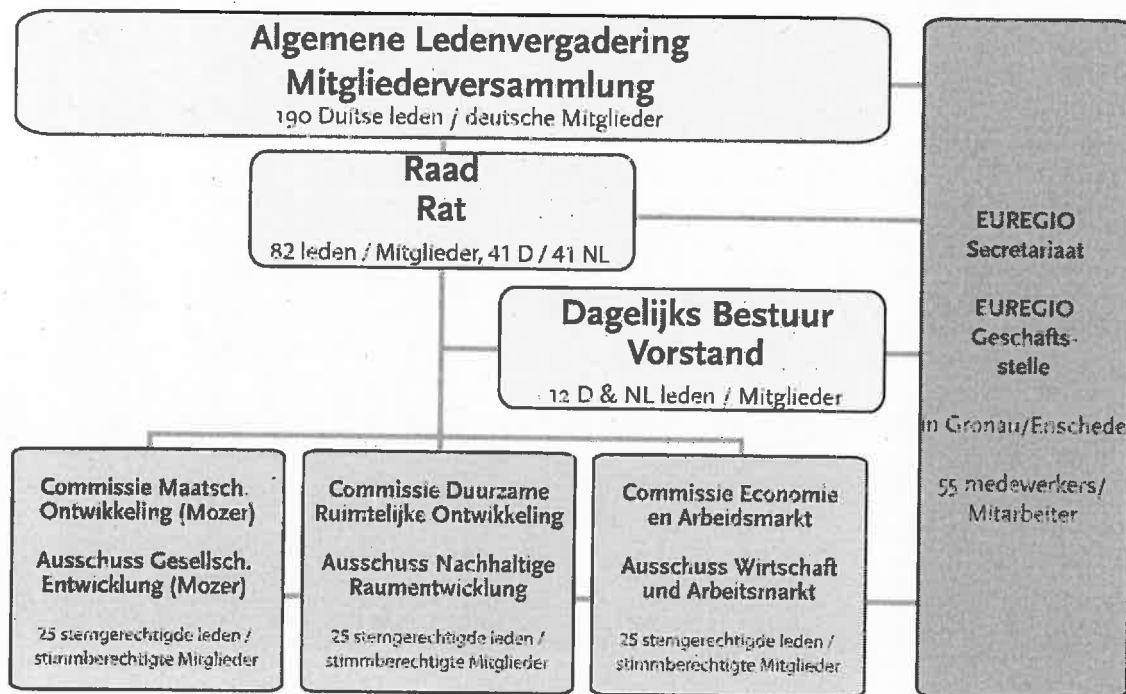 Algemene Ledenvergadering
Mitgliederversammlung
190 Duitse leden / deutsche Mitglieder
Raad
Rat
82 leden / Mitglieder, 41 D / 41 NL
Dagelijks Bestuur
Vorstand
12 D & NL leden / Mitglieder
Commissie Maatsch.
Ontwikkeling (Mozer)
Ausschuss Gesellsch.
Entwicklung (Mozer)
25 stemgerechtigde leden /
stimmberechtigte Mitglieder
Commissie Duurzame
Ruimtelijke Ontwikkeling
Ausschuss Nachhaltige
Raumentwicklung
25 stemgerechtigde leden /
stimmberechtigte Mitglieder
Commissie Economie
en Arbeidsmarkt
Ausschuss Wirtschaft
und Arbeitsmarkt
25 stemgerechtigde leden /
stimmberechtigte Mitglieder
EUREGIO
Secretariaat
EUREGIO
Geschäfts-
stelle
in Gronau/Enschede
55 medewerkers/
Mitarbeiter